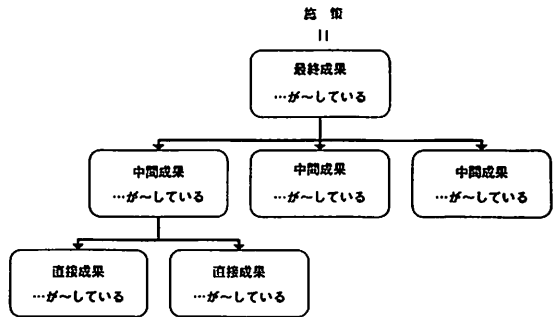 施 策
||
最終成果
…が〜している
中間成果
…が〜している
中間成果
…が〜している
中間成果
…が〜している
直接成果
…が〜している
直接成果
…が〜している